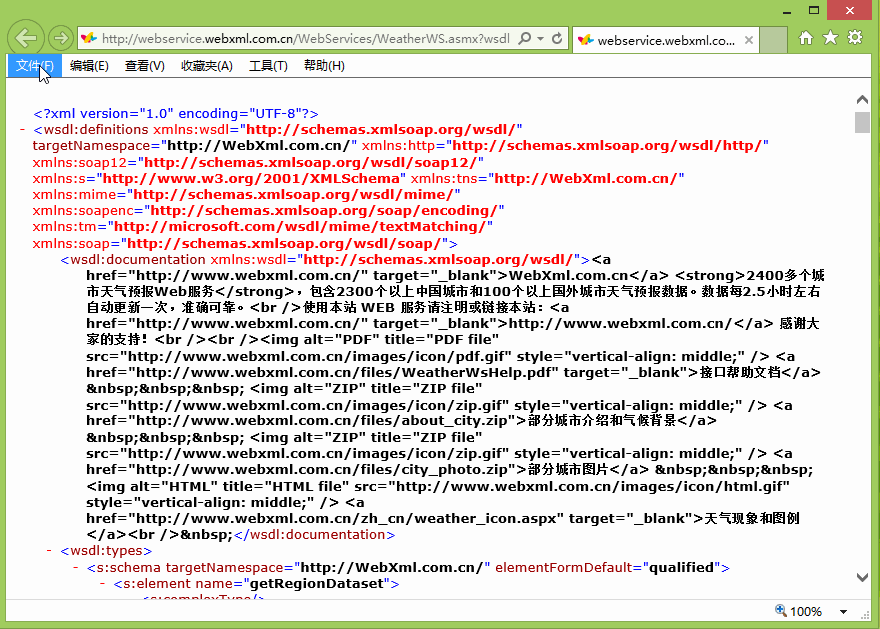 http://webservice.webxml.com.cn/WebServices/WeatherWS.asmx?wsdl
webservice.webxml.co...
文件(F) 编辑(E) 查看(V) 收藏夹(A) 工具(T) 帮助(H)
<?xml version="1.0" encoding="UTF-8"?>
- <wsdl:definitions xmlns:wsdl="http://schemas.xmlsoap.org/wsdl/"
targetNamespace="http://WebXml.com.cn/" xmlns:http="http://schemas.xmlsoap.org/wsdl/http/"
xmlns:soap12="http://schemas.xmlsoap.org/wsdl/soap12/"
xmlns:s="http://www.w3.org/2001/XMLSchema" xmlns:tns="http://WebXml.com.cn/"
xmlns:mime="http://schemas.xmlsoap.org/wsdl/mime/"
xmlns:soapenc="http://schemas.xmlsoap.org/soap/encoding/"
xmlns:tm="http://microsoft.com/wsdl/mime/textMatching/"
xmlns:soap="http://schemas.xmlsoap.org/wsdl/soap/">
<wsdl:documentation xmlns:wsdl="http://schemas.xmlsoap.org/wsdl/"><a
href="http://www.webxml.com.cn/" target="_blank">WebXml.com.cn</a> <strong>2400多个城
市天气预报Web服务</strong>，包含2300个以上中国城市和100个以上国外城市天气预报数据。数据每2.5小时左右
自动更新一次，准确可靠。<br />使用本站 WEB 服务请注明或链接本站：<a
href="http://www.webxml.com.cn/" target="_blank">http://www.webxml.com.cn/</a> 感谢大
家的支持！<br /><br /><img alt="PDF" title="PDF file"
src="http://www.webxml.com.cn/images/icon/pdf.gif" style="vertical-align: middle;" /> <a
href="http://www.webxml.com.cn/files/WeatherWsHelp.pdf" target="_blank">接口帮助文档</a>
&nbsp;&nbsp;&nbsp; <img alt="ZIP" title="ZIP file"
src="http://www.webxml.com.cn/images/icon/zip.gif" style="vertical-align: middle;" /> <a
href="http://www.webxml.com.cn/files/about_city.zip">部分城市介绍和气候背景</a>
&nbsp;&nbsp;&nbsp; <img alt="ZIP" title="ZIP file"
src="http://www.webxml.com.cn/images/icon/zip.gif" style="vertical-align: middle;" /> <a
href="http://www.webxml.com.cn/files/city_photo.zip">部分城市图片</a> &nbsp;&nbsp;&nbsp;
<img alt="HTML" title="HTML file" src="http://www.webxml.com.cn/images/icon/html.gif"
style="vertical-align: middle;" /> <a
href="http://www.webxml.com.cn/zh_cn/weather_icon.aspx" target="_blank">天气现象和图例
</a><br />&nbsp;</wsdl:documentation>
- <wsdl:types>
- <s:schema targetNamespace="http://WebXml.com.cn/" elementFormDefault="qualified">
- <s:element name="getRegionDataset">
<s:complexType/>
100%